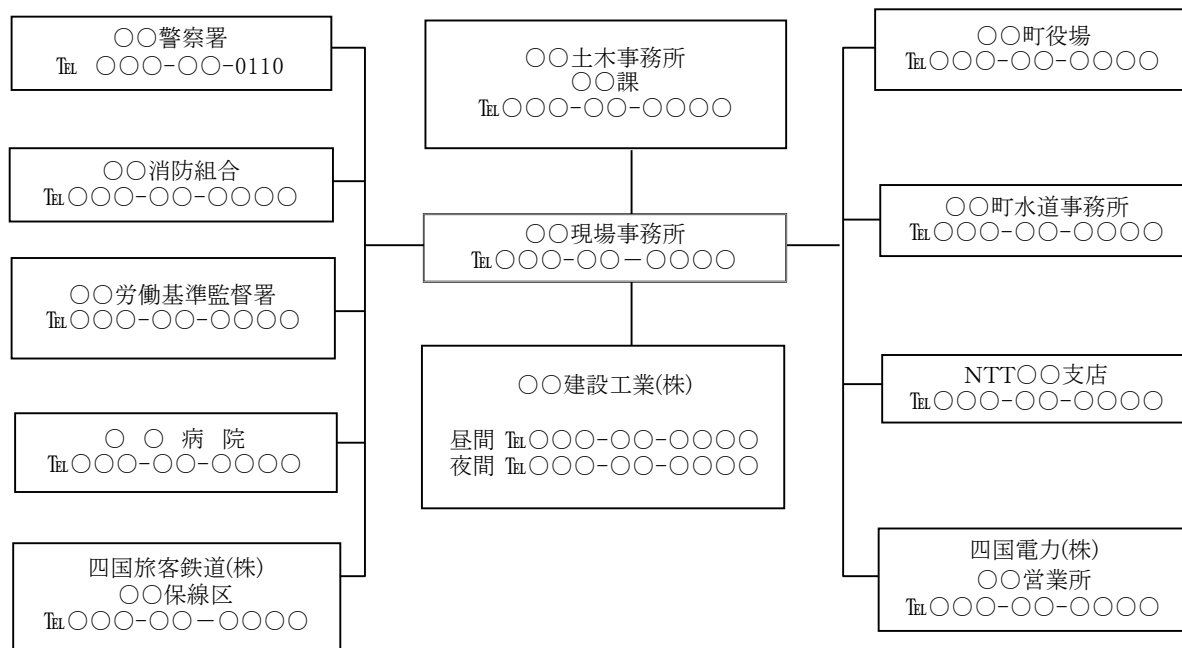 ○○警察署
℡ ○○○-○○-0110
○○消防組合
℡○○○-○○-○○○○
○○労働基準監督署
℡○○○-○○-○○○○
○ ○ 病 院
℡○○○-○○-○○○○
四国旅客鉄道(株)
○○保線区
℡○○○-○○－○○○○
○○土木事務所
○○課
℡○○○-○○-○○○○
○○現場事務所
℡○○○-○○－○○○○
○○建設工業(株)
昼間 ℡○○○-○○-○○○○
夜間 ℡○○○-○○-○○○○
○○町役場
℡○○○-○○-○○○○
○○町水道事務所
℡○○○-○○-○○○○
NTT○○支店
℡○○○-○○-○○○○
四国電力(株)
○○営業所
℡○○○-○○-○○○○